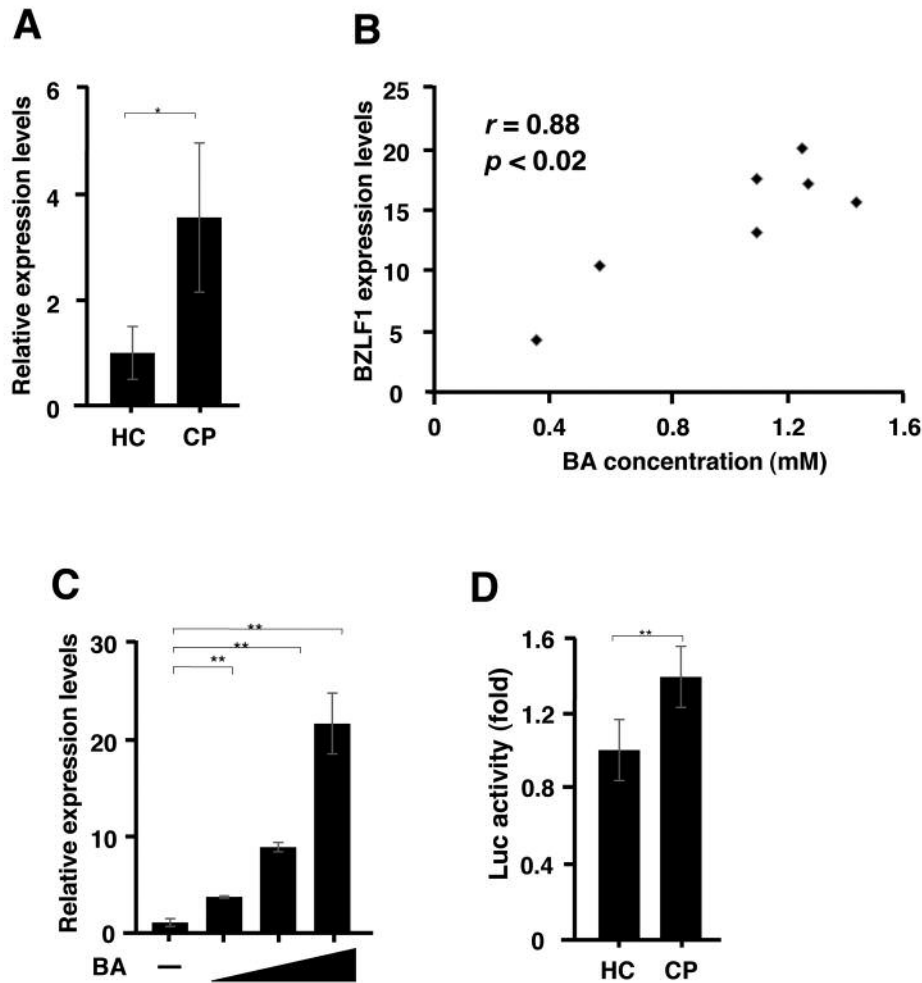 A
Relative expression levels
6
4
2
0
*
HC CP
B
BZLF1 expression levels
25
20
15
10
5
0
r = 0.88
p < 0.02
0 0.4 0.8 1.2 1.6
BA concentration (mM)
C
Relative expression levels
30
20
10
0
**
**
**
BA —
D
Luc activity (fold)
1.6
1.2
0.8
0.4
0
**
HC CP